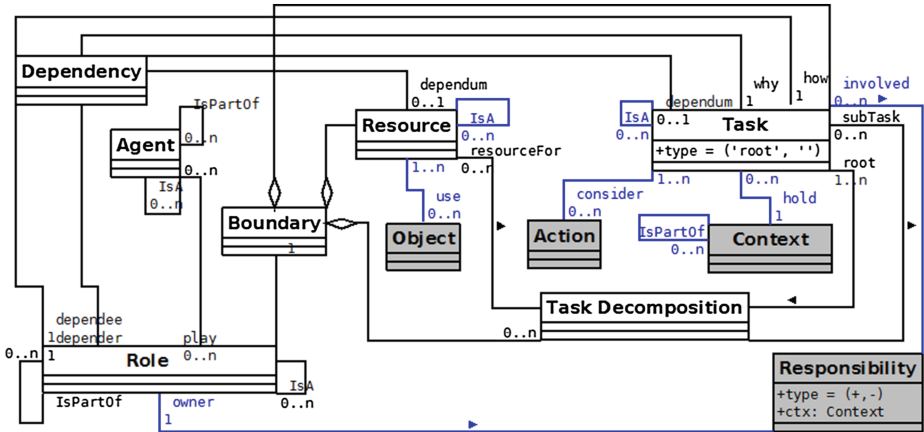 how
why
involved
0..n
1
1
dependum
0..1
Dependency
IsPartOf
0..n
Agent
0..n
IsA
0..n
Resource
IsA
0..n
resourceFor
0..n
1..n
use
0..n
Object
IsA
0..n
dependum
0..1
Task
+type = ('root', '')
subTask
0..n
root
1..n
1..n
consider
0..n
Action
0..n
hold
1
IsPartOf
0..n
Context
Boundary
1
Task Decomposition
0..n
dependee
1
depender
1
play
0..n
0..n
Role
IsPartOf
IsA
0..n
owner
1
Responsibility
+type = (+,-)
+ctx: Context